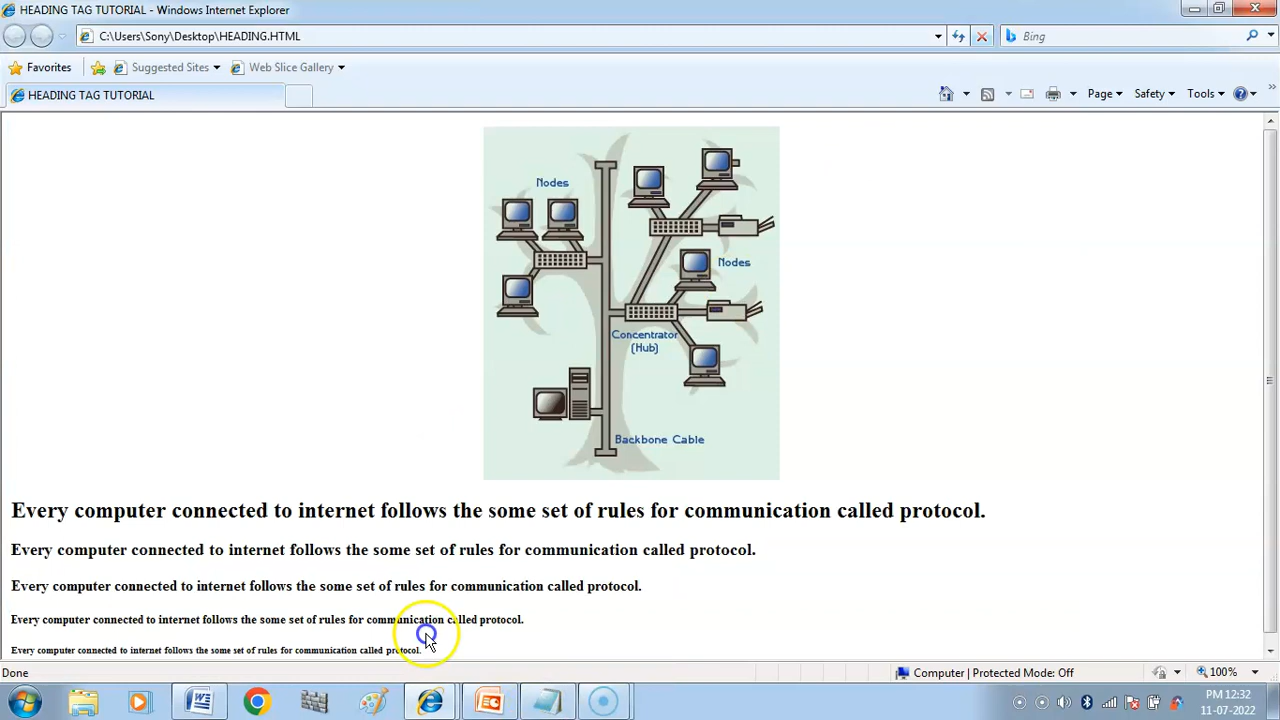 HEADING TAG TUTORIAL - Windows Internet Explorer
C:\Users\Sony\Desktop\HEADING.HTML
Bing
Favorites
Suggested Sites
Web Slice Gallery
HEADING TAG TUTORIAL
Page
Safety
Tools
Nodes
Nodes
Concentrator
(Hub)
Backbone Cable
Every computer connected to internet follows the some set of rules for communication called protocol.
Every computer connected to internet follows the some set of rules for communication called protocol.
Every computer connected to internet follows the some set of rules for communication called protocol.
Every computer connected to internet follows the some set of rules for communication called protocol.
Every computer connected to internet follows the some set of rules for communication called protocol.
Done
Computer | Protected Mode: Off
100%
PM 12:32
11-07-2022